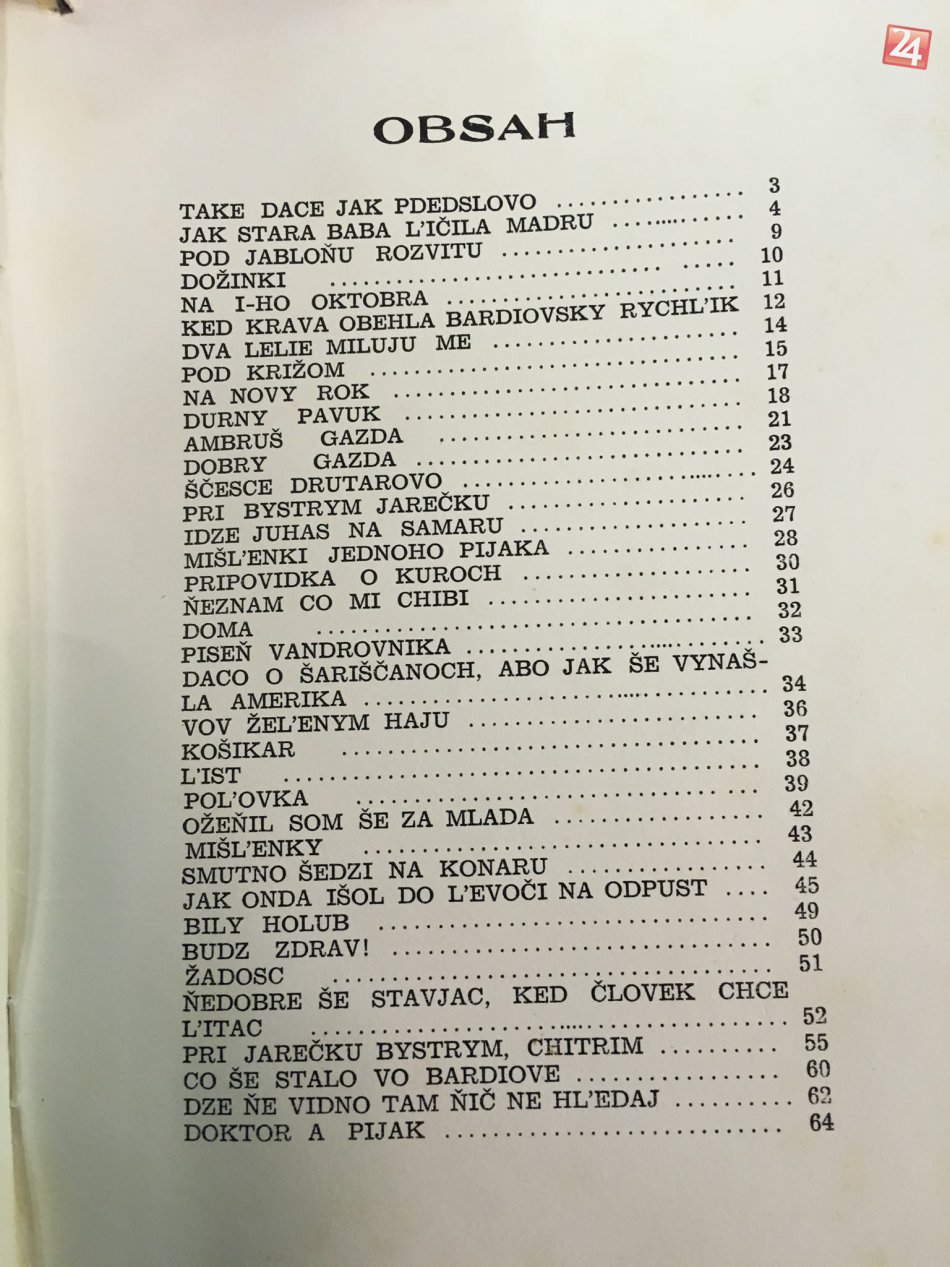 24
OBSAH
TAKE DACE JAK PDEDSLOVO ................. 3
JAK STARA BABA L'IČILA MADRU ............... 4
POD JABLOŇU ROZVITU ....................... 9
DOŽINKI .................................. 10
NA I-HO OKTOBRA ............................ 11
KED KRAVA OBEHLA BARDIOVSKY RYCHL'IK 12
DVA LELIE MILUJU ME ........................ 14
POD KRIŽOM ................................. 15
NA NOVY ROK ................................ 17
DURNY PAVUK ................................ 18
AMBRUŠ GAZDA ............................... 21
DOBRY GAZDA ................................ 23
ŠČESCE DRUTAROVO ........................... 24
PRI BYSTRYM JAREČKU ........................ 26
IDZE JUHAS NA SAMARU ....................... 27
MIŠL'ENKI JEDNOHO PIJAKA ................... 28
PRIPOVIDKA O KUROCH ........................ 30
ŇEZNAM CO MI CHIBI ......................... 31
DOMA ....................................... 32
PISEŇ VANDROVNIKA .......................... 33
DACO O ŠARIŠČANOCH, ABO JAK ŠE VYNAŠ-
LA AMERIKA ................................. 34
VOV ŽEL'ENYM HAJU .......................... 36
KOŠIKAR .................................... 37
L'IST ...................................... 38
POL'OVKA ................................... 39
OŽEŇIL SOM ŠE ZA MLADA ..................... 42
MIŠL'ENKY .................................. 43
SMUTNO ŠEDZI NA KONARU ..................... 44
JAK ONDA IŠOL DO L'EVOČI NA ODPUST .... 45
BILY HOLUB ................................. 49
BUDZ ZDRAV! ................................ 50
ŽADOSC ..................................... 51
ŇEDOBRE ŠE STAVJAC, KED ČLOVEK CHCE
L'ITAC ..................................... 52
PRI JAREČKU BYSTRYM, CHITRIM .......... 55
CO ŠE STALO VO BARDIOVE ................. 60
DZE ŇE VIDNO TAM ŇIČ NE HL'EDAJ .......... 62
DOKTOR A PIJAK ............................. 64